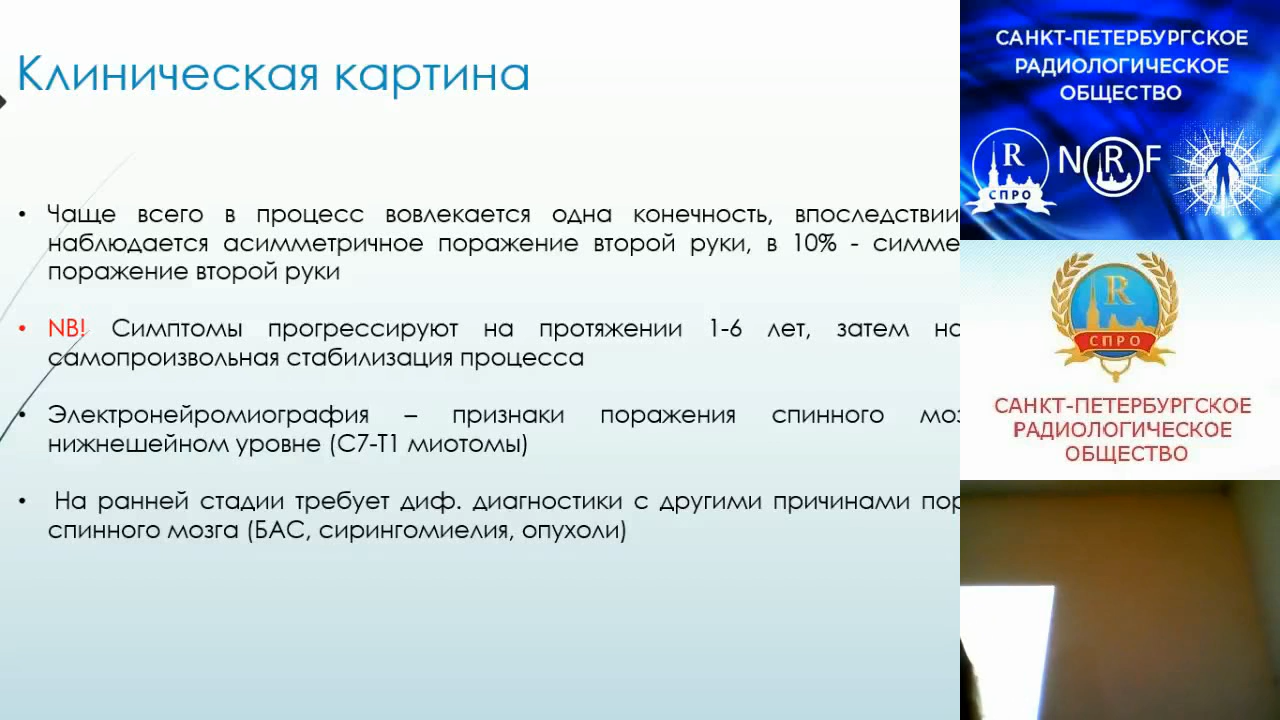 Клиническая картина
• Чаще всего в процесс вовлекается одна конечность, впоследствии
наблюдается асимметричное поражение второй руки, в 10% - симме
поражение второй руки
• NB! Симптомы прогрессируют на протяжении 1-6 лет, затем на
самопроизвольная стабилизация процесса
• Электронейромиография – признаки поражения спинного моз
нижнешейном уровне (C7-T1 миотомы)
• На ранней стадии требует диф. диагностики с другими причинами пор
спинного мозга (БАС, сирингомиелия, опухоли)
САНКТ-ПЕТЕРБУРГСКОЕ
РАДИОЛОГИЧЕСКОЕ
ОБЩЕСТВО
R
СПРО
N R F
R
СПРО
САНКТ-ПЕТЕРБУРГСКОЕ
РАДИОЛОГИЧЕСКОЕ
ОБЩЕСТВО